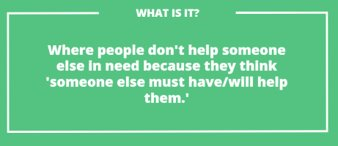 WHAT IS IT?
Where people don't help someone
else in need because they think
'someone else must have/will help
them.'